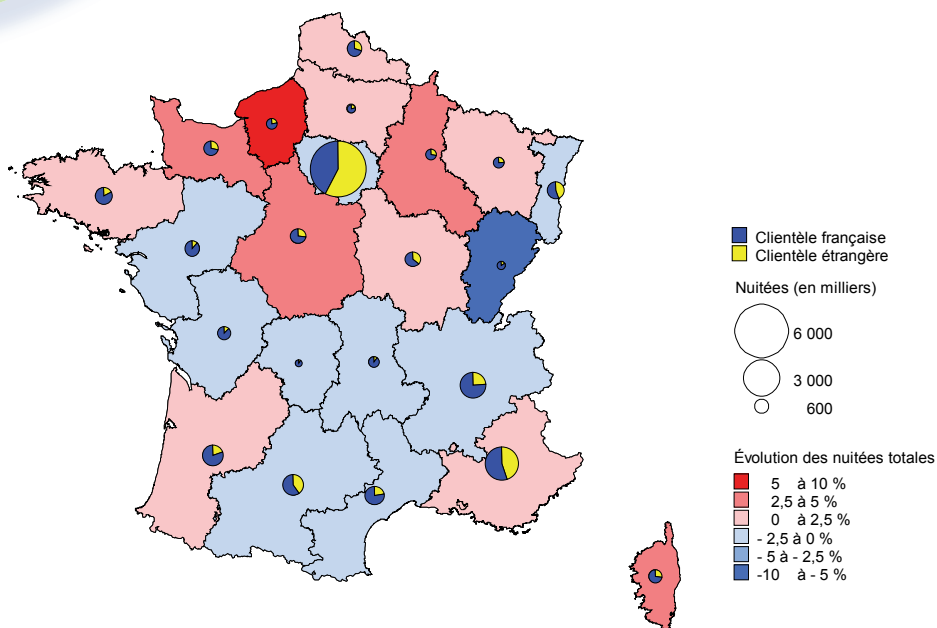 Clientèle française
Clientèle étrangère
Nuitées (en milliers)
6 000
3 000
600
Évolution des nuitées totales
5 à 10 %
2,5 à 5 %
0 à 2,5 %
- 2,5 à 0 %
- 5 à - 2,5 %
-10 à - 5 %